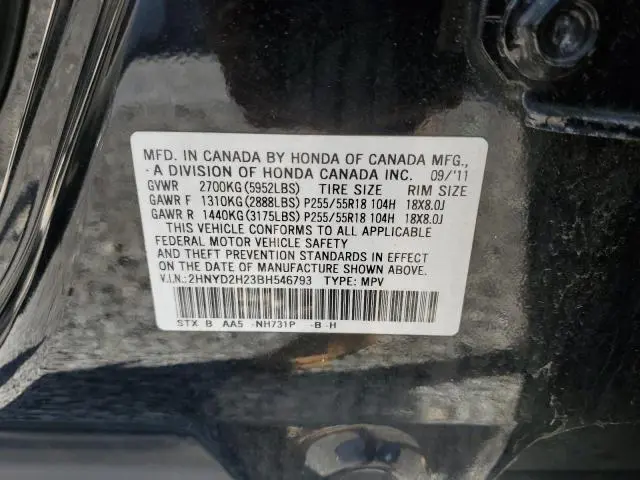 MFD. IN CANADA BY HONDA OF CANADA MFG.,
A DIVISION OF HONDA CANADA INC. 09/'11
GVWR 2700KG(5952LBS) TIRE SIZE RIM SIZE
GAWR F 1310KG(2888LBS) P255/55R18 104H 18X8.0J
GAWR R 1440KG(3175LBS) P255/55R18 104H 18X8.0J
THIS VEHICLE CONFORMS TO ALL APPLICABLE
FEDERAL MOTOR VEHICLE SAFETY
AND THEFT PREVENTION STANDARDS IN EFFECT
ON THE DATE OF MANUFACTURE SHOWN ABOVE.
V.I.N.: 2HNYD2H23BH546793 TYPE: MPV
STX B AA5 -NH731P -B-H